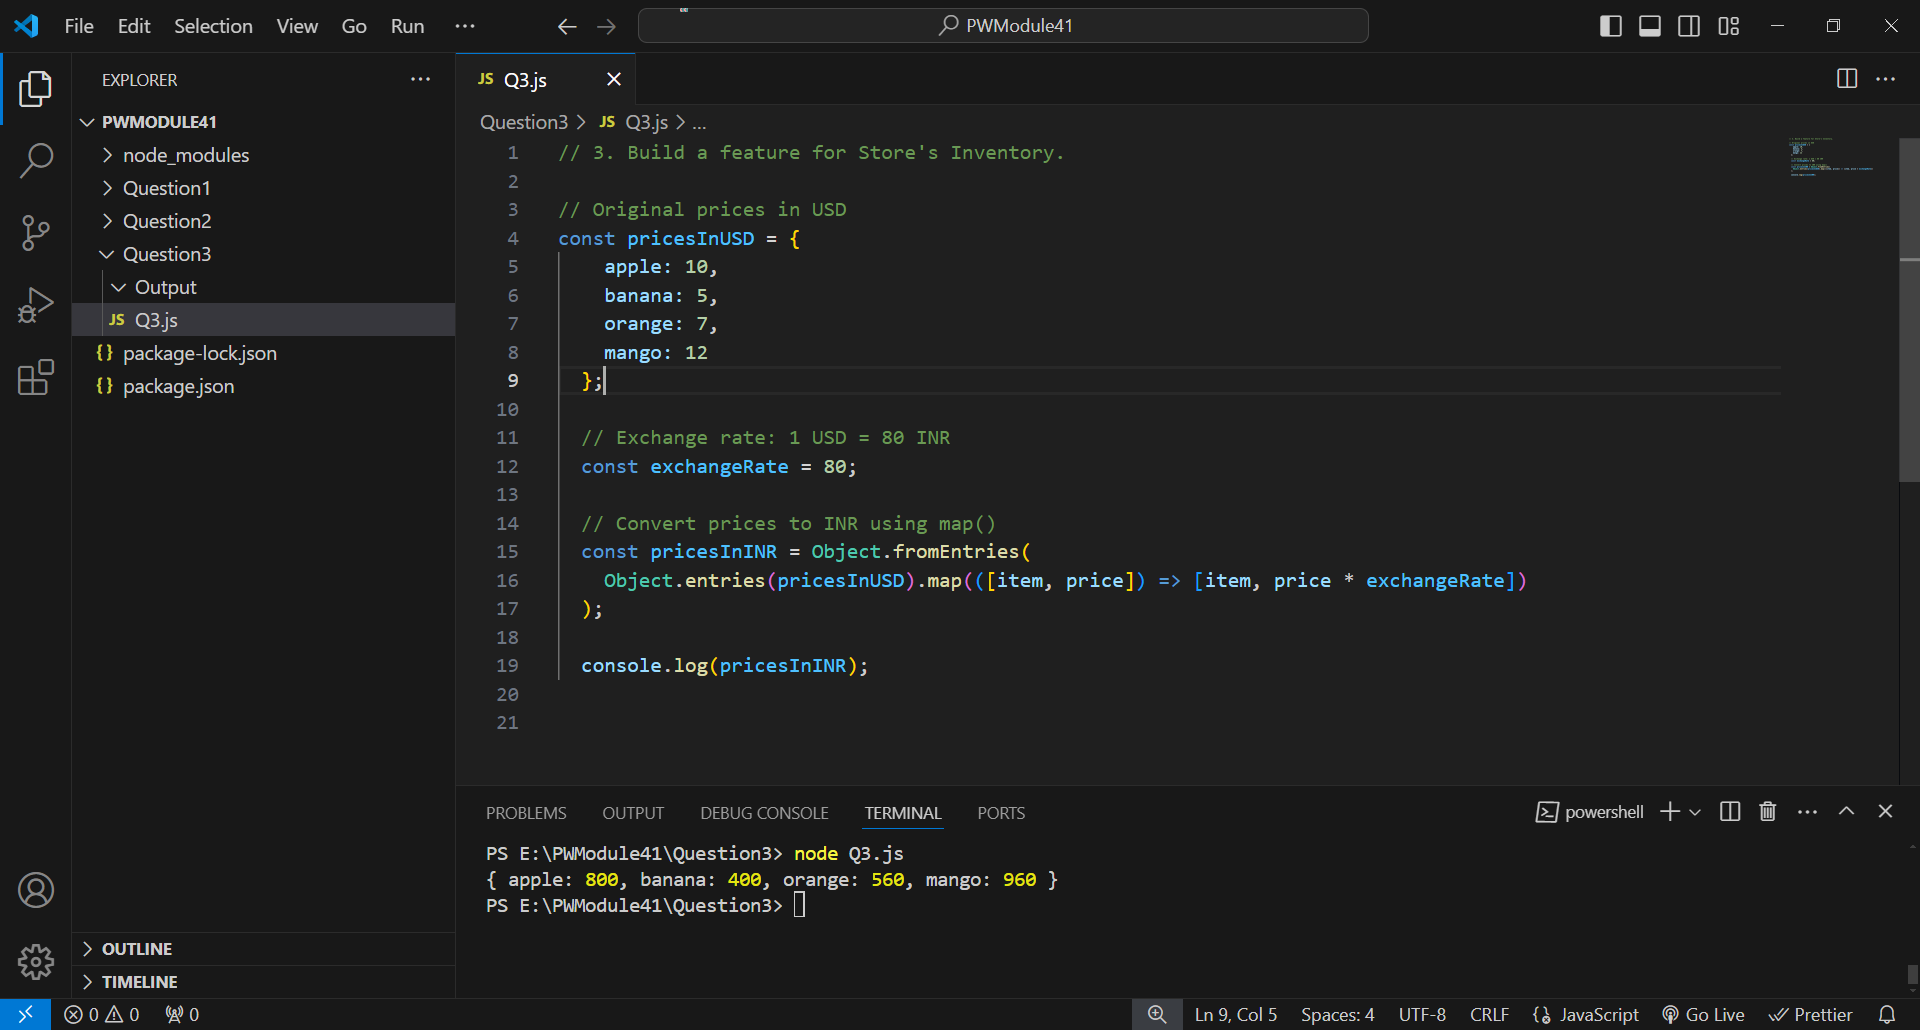 File Edit Selection View Go Run ... PWModule41
EXPLORER
PWMODULE41
node_modules
Question1
Question2
Question3
Output
JS Q3.js
{} package-lock.json
{} package.json
OUTLINE
TIMELINE
JS Q3.js
Question3 > JS Q3.js > ...
1 // 3. Build a feature for Store's Inventory.
2
3 // Original prices in USD
4 const pricesInUSD = {
5 apple: 10,
6 banana: 5,
7 orange: 7,
8 mango: 12
9 };
10
11 // Exchange rate: 1 USD = 80 INR
12 const exchangeRate = 80;
13
14 // Convert prices to INR using map()
15 const pricesInINR = Object.fromEntries(
16 Object.entries(pricesInUSD).map(([item, price]) => [item, price * exchangeRate])
17 );
18
19 console.log(pricesInINR);
20
21
PROBLEMS OUTPUT DEBUG CONSOLE TERMINAL PORTS powershell
PS E:\PWModule41\Question3> node Q3.js
{ apple: 800, banana: 400, orange: 560, mango: 960 }
PS E:\PWModule41\Question3>
0 0 0 Ln 9, Col 5 Spaces: 4 UTF-8 CRLF {} JavaScript Go Live Prettier